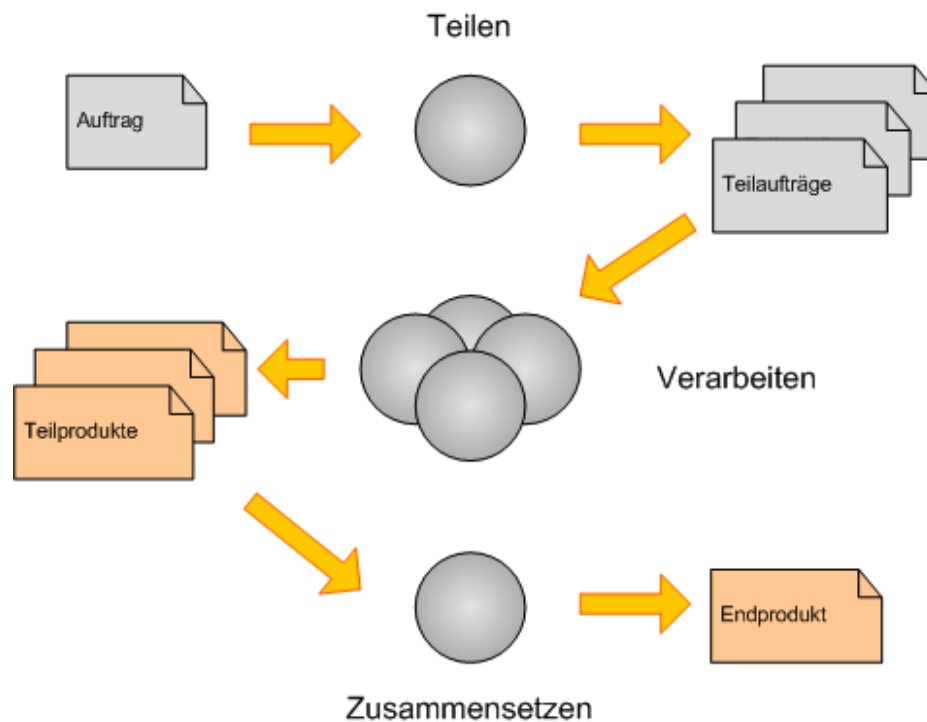 Teilen
Auftrag
Teilaufträge
Verarbeiten
Teilprodukte
Endprodukt
Zusammensetzen